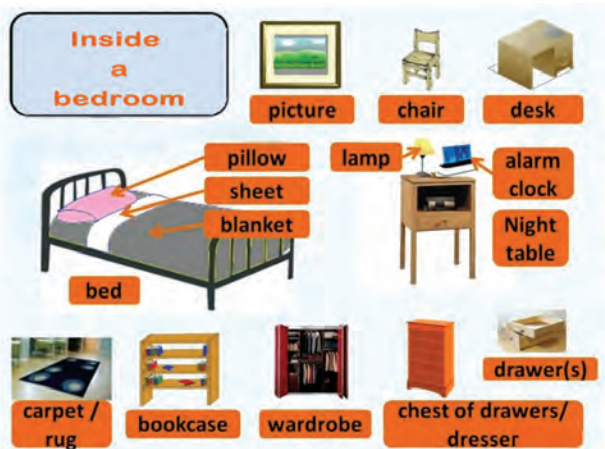 Inside
a
bedroom
picture
chair
desk
pillow
sheet
blanket
bed
lamp
alarm
clock
Night
table
carpet /
rug
bookcase
wardrobe
chest of drawers/
dresser
drawer(s)